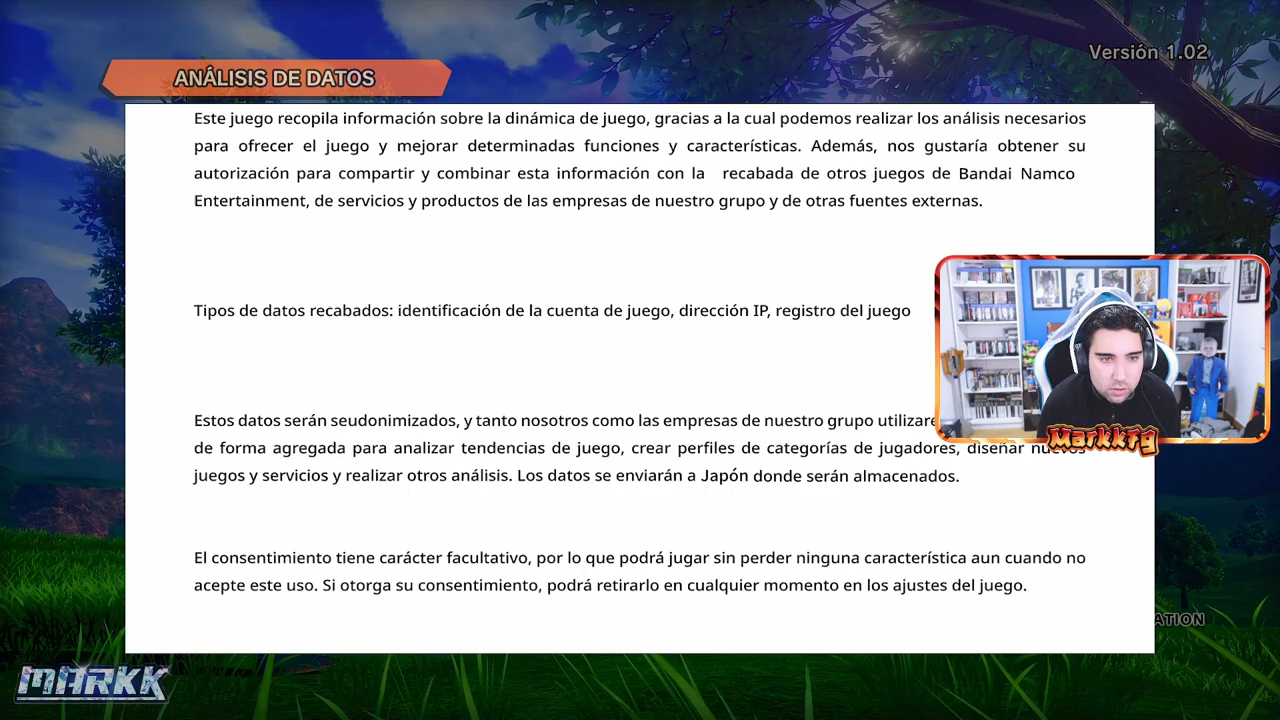 Versión 1.02
ANÁLISIS DE DATOS
Este juego recopila información sobre la dinámica de juego, gracias a la cual podemos realizar los análisis necesarios
para ofrecer el juego y mejorar determinadas funciones y características. Además, nos gustaría obtener su
autorización para compartir y combinar esta información con la recabada de otros juegos de Bandai Namco
Entertainment, de servicios y productos de las empresas de nuestro grupo y de otras fuentes externas.
Tipos de datos recabados: identificación de la cuenta de juego, dirección IP, registro del juego
Estos datos serán seudonimizados, y tanto nosotros como las empresas de nuestro grupo
de forma agregada para analizar tendencias de juego, crear perfiles de categorías de jugadores, diseñar nuevos
juegos y servicios y realizar otros análisis. Los datos se enviarán a Japón donde serán almacenados.
El consentimiento tiene carácter facultativo, por lo que podrá jugar sin perder ninguna característica aun cuando no
acepte este uso. Si otorga su consentimiento, podrá retirarlo en cualquier momento en los ajustes del juego.
Markkrg
MARKK